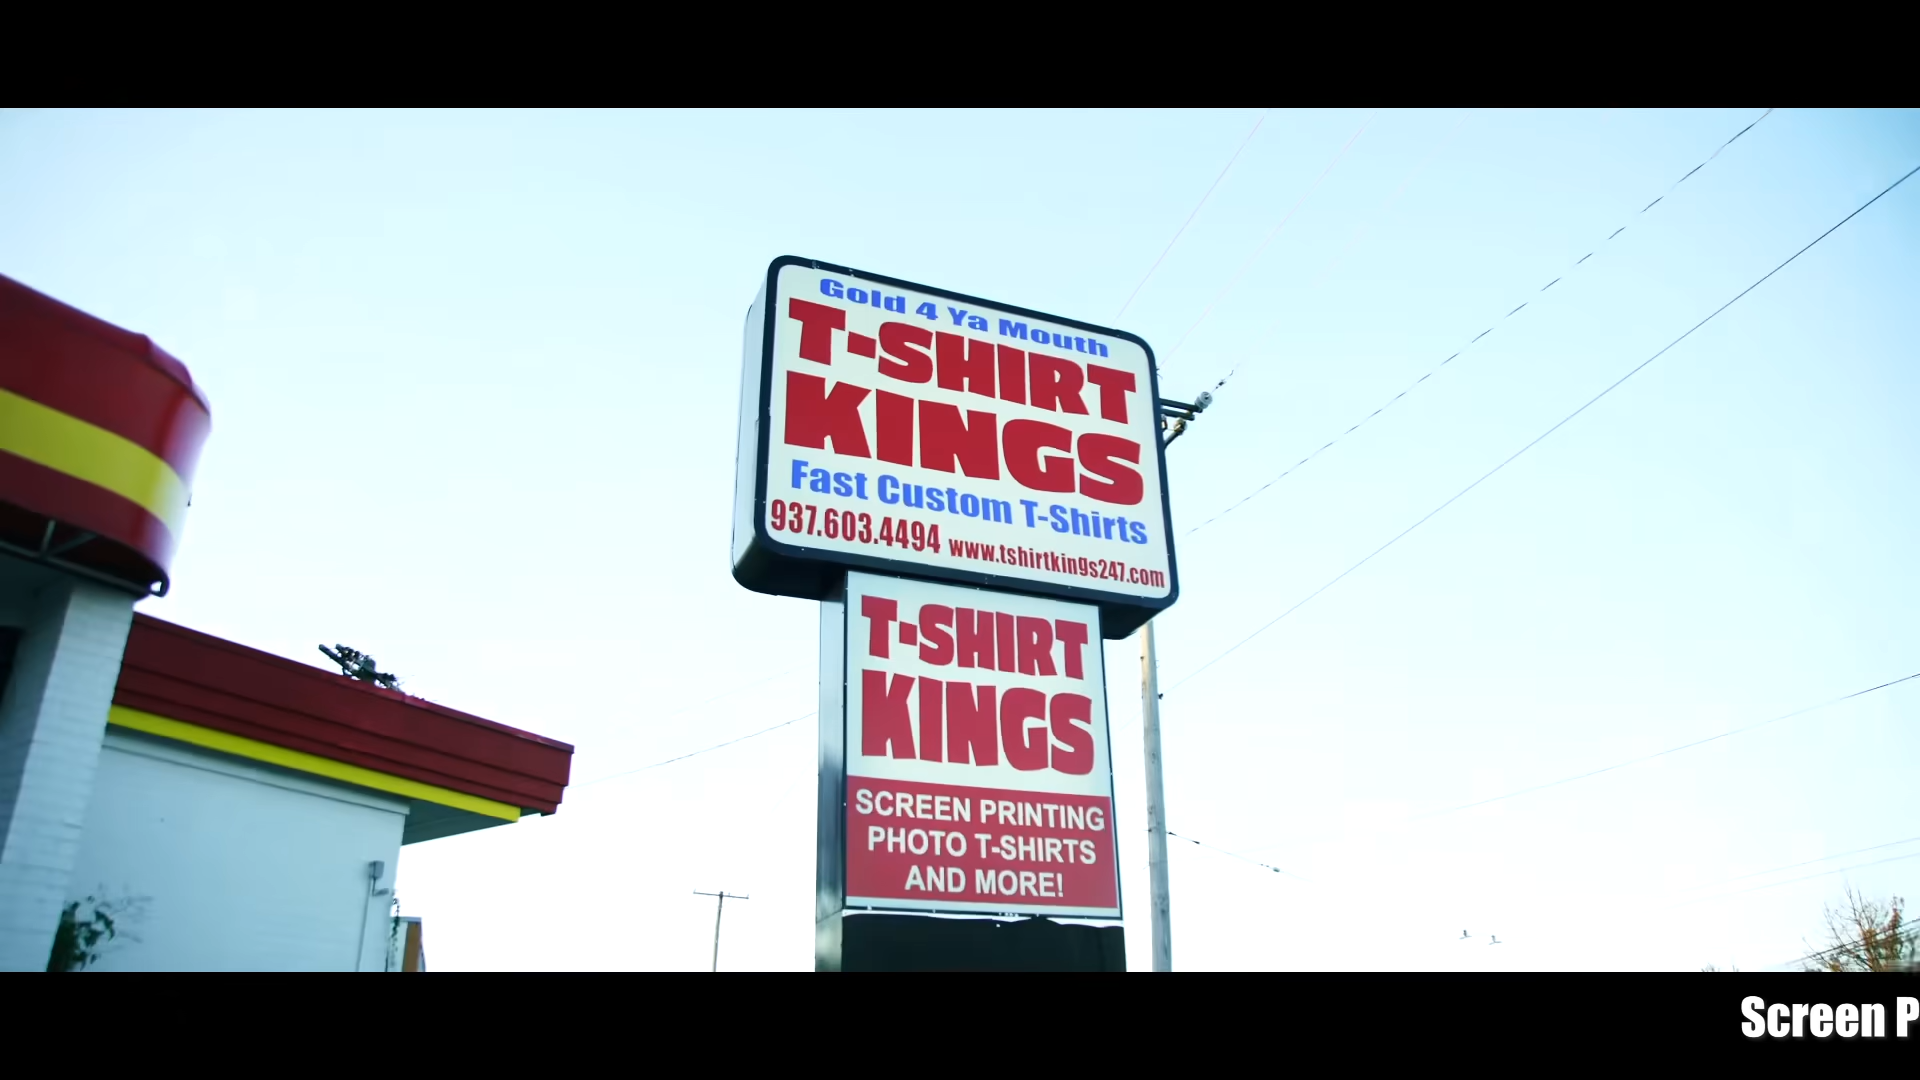 Gold 4 Ya Mouth
T-SHIRT
KINGS
Fast Custom T-Shirts
937.603.4494 www.tshirtkings247.com
T-SHIRT
KINGS
SCREEN PRINTING
PHOTO T-SHIRTS
AND MORE!
Screen P